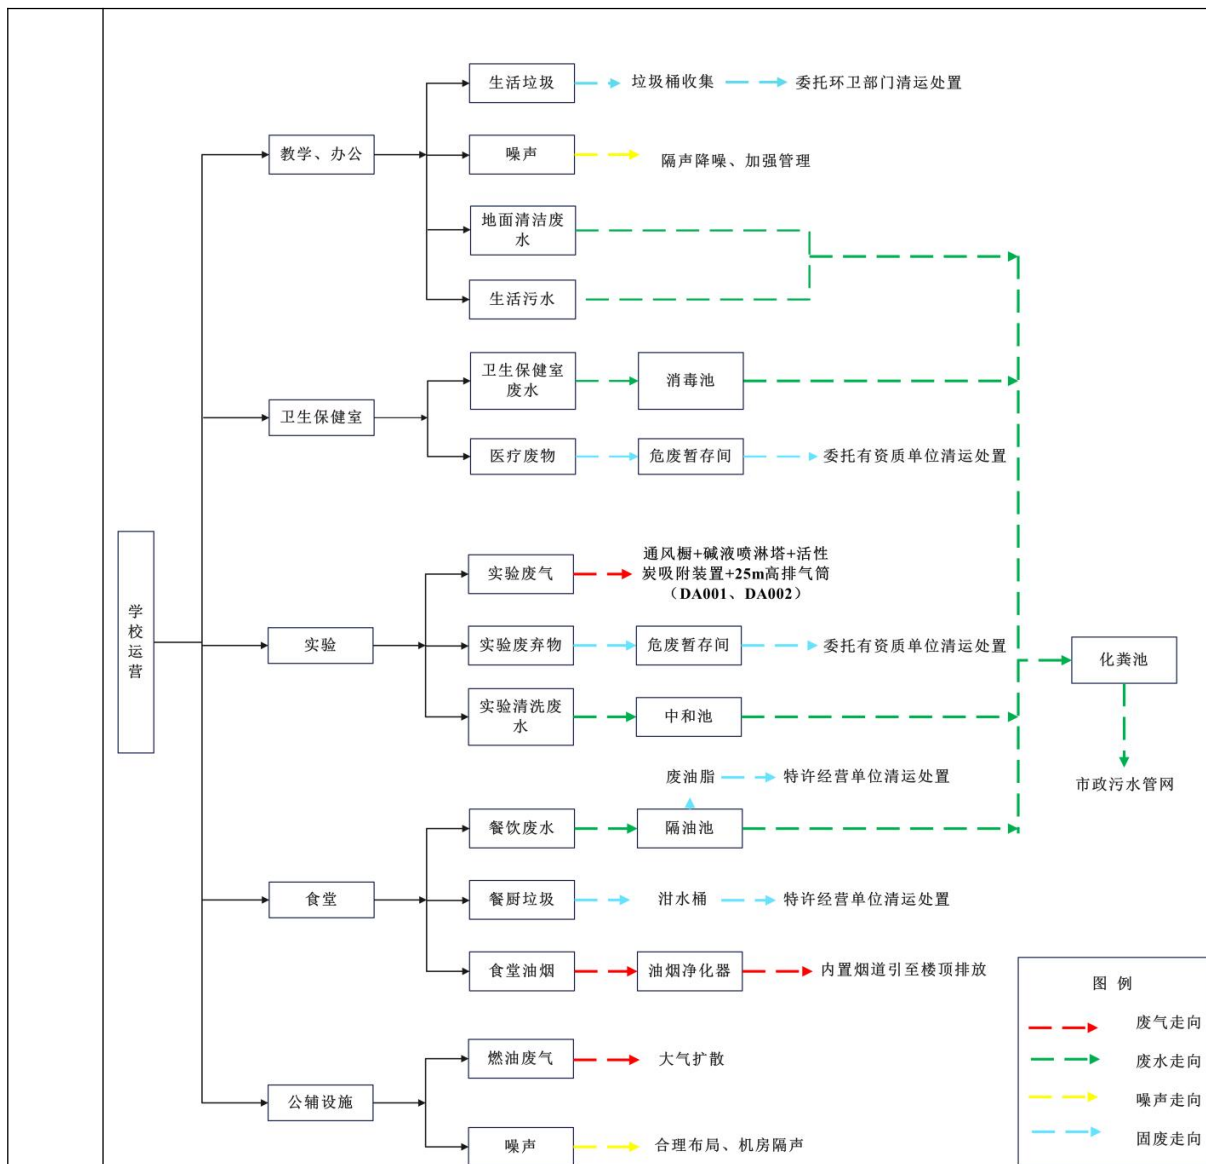 生活垃圾
垃圾桶收集
委托环卫部门清运处置
教学、办公
噪声
隔声降噪、加强管理
地面清洁废
水
生活污水
卫生保健室
卫生保健室
废水
消毒池
医疗废物
危废暂存间
委托有资质单位清运处置
学
校
运
营
实验
实验废气
通风橱+碱液喷淋塔+活性
炭吸附装置+25m高排气筒
（DA001、DA002）
实验废弃物
危废暂存间
委托有资质单位清运处置
实验清洗废
水
中和池
化粪池
市政污水管网
废油脂
特许经营单位清运处置
食堂
餐饮废水
隔油池
餐厨垃圾
泔水桶
特许经营单位清运处置
食堂油烟
油烟净化器
内置烟道引至楼顶排放
公辅设施
燃油废气
大气扩散
噪声
合理布局、机房隔声
图 例
废气走向
废水走向
噪声走向
固废走向